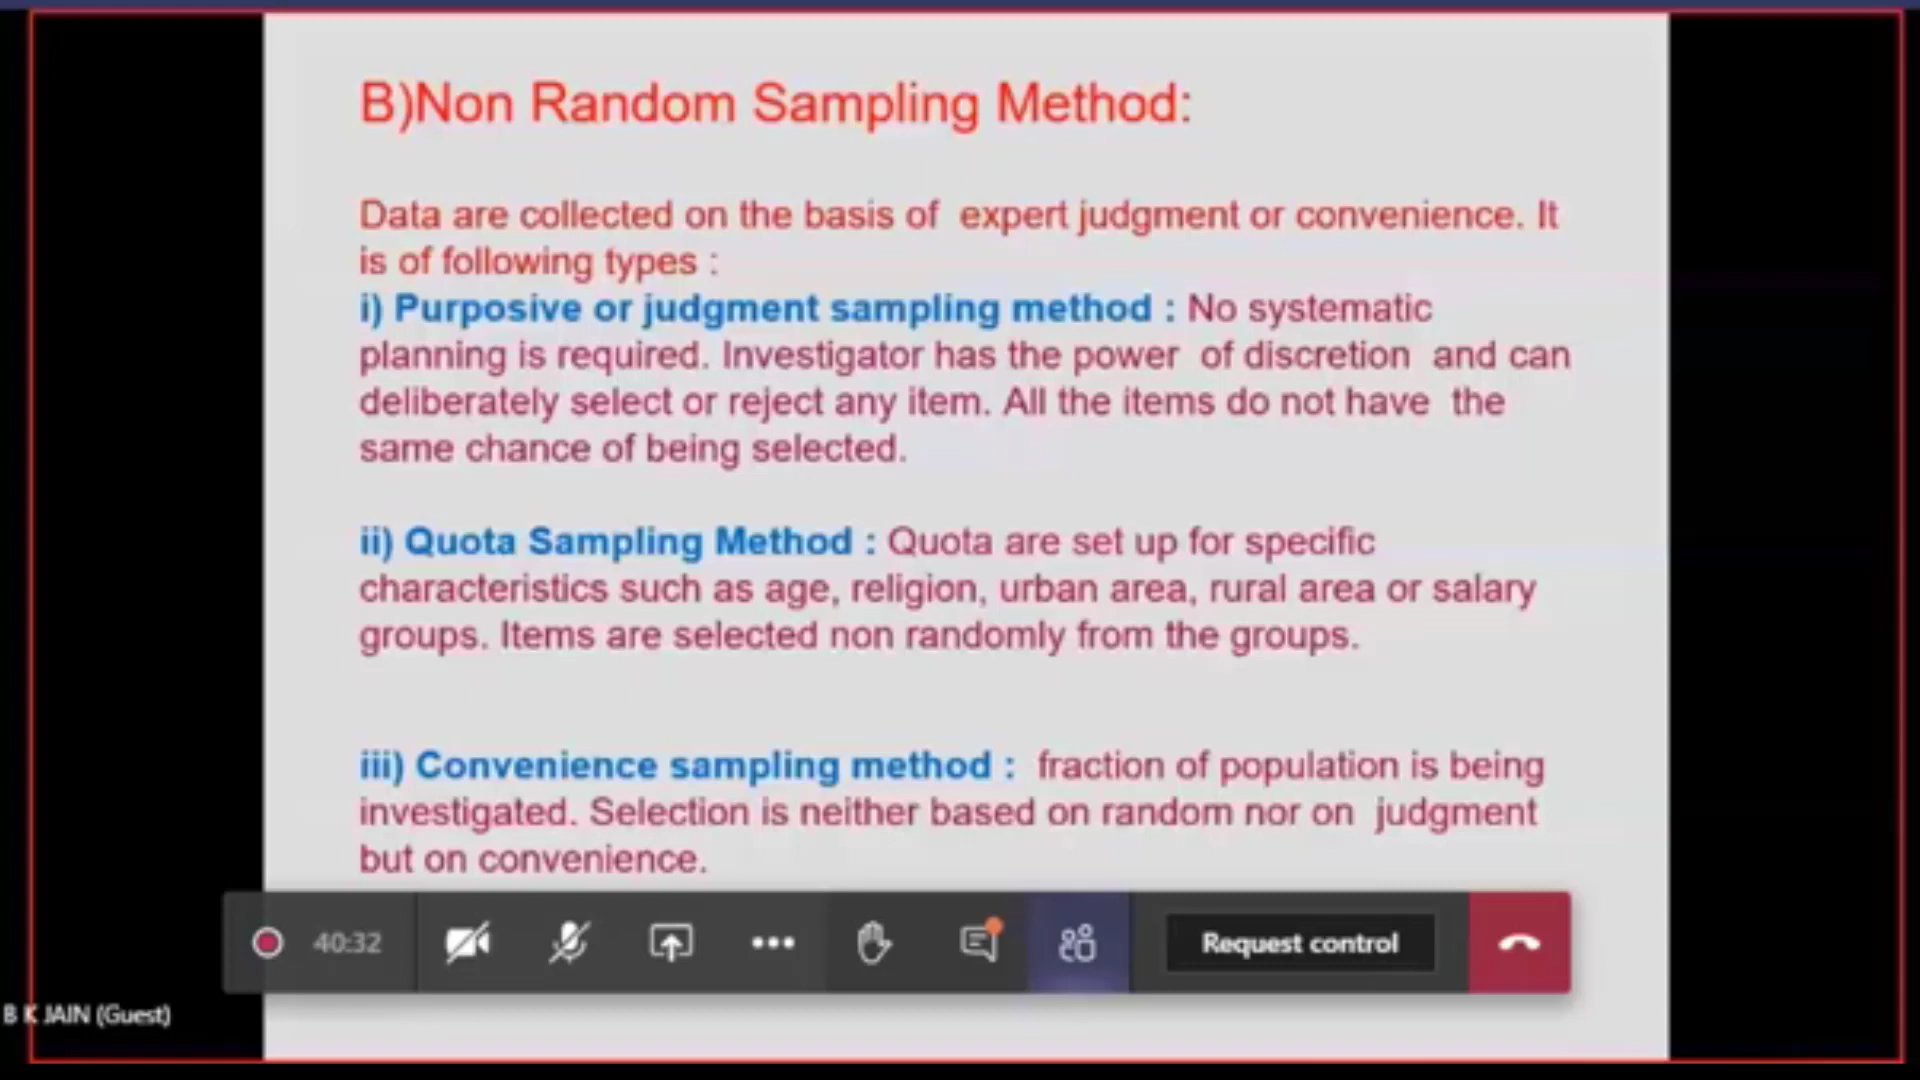 B)Non Random Sampling Method:
Data are collected on the basis of expert judgment or convenience. It
is of following types :
i) Purposive or judgment sampling method : No systematic
planning is required. Investigator has the power of discretion and can
deliberately select or reject any item. All the items do not have the
same chance of being selected.
ii) Quota Sampling Method : Quota are set up for specific
characteristics such as age, religion, urban area, rural area or salary
groups. Items are selected non randomly from the groups.
iii) Convenience sampling method : fraction of population is being
investigated. Selection is neither based on random nor on judgment
but on convenience.
40:32
Request control
B K JAIN (Guest)